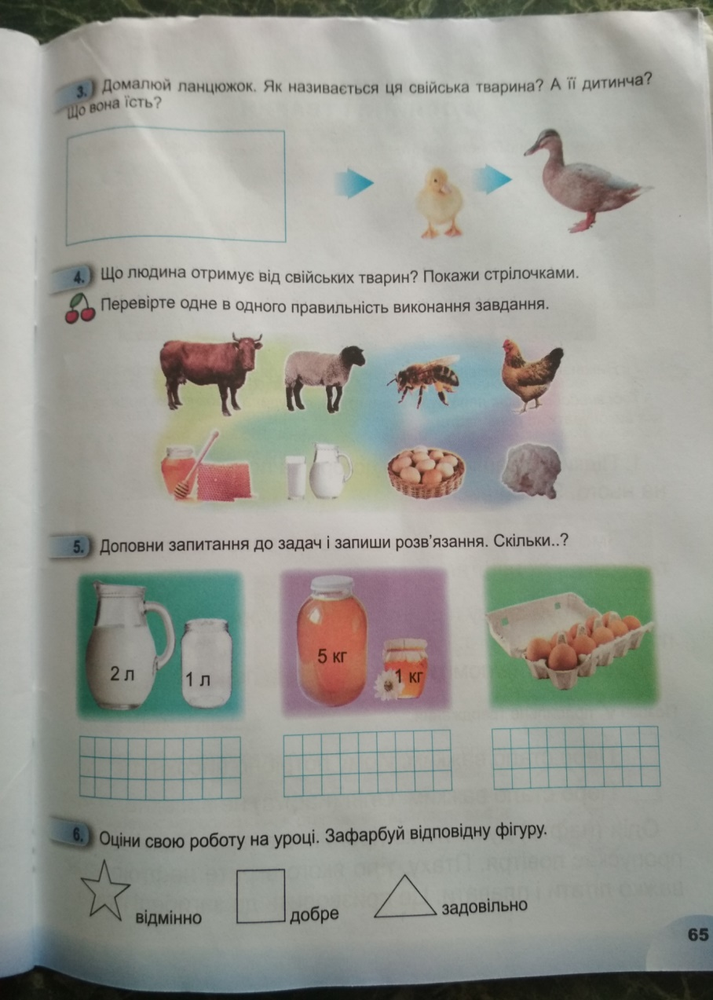 3. Домалюй ланцюжок. Як називається ця свійська тварина? А її дитинча?
Що вона їсть?
4. Що людина отримує від свійських тварин? Покажи стрілочками.
Перевірте одне в одного правильність виконання завдання.
5. Доповни запитання до задач і запиши розв'язання. Скільки..?
2 л
1 л
5 кг
1 кг
6. Оціни свою роботу на уроці. Зафарбуй відповідну фігуру.
відмінно
добре
задовільно
65